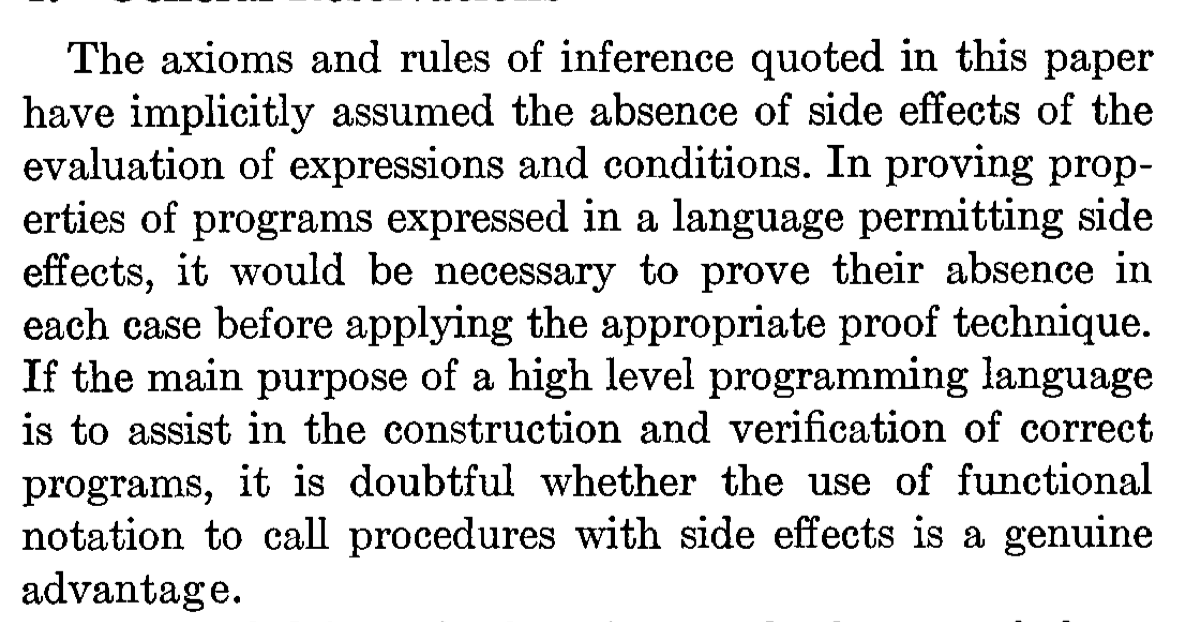 The axioms and rules of inference quoted in this paper
have implicitly assumed the absence of side effects of the
evaluation of expressions and conditions. In proving prop-
erties of programs expressed in a language permitting side
effects, it would be necessary to prove their absence in
each case before applying the appropriate proof technique.
If the main purpose of a high level programming language
is to assist in the construction and verification of correct
programs, it is doubtful whether the use of functional
notation to call procedures with side effects is a genuine
advantage.